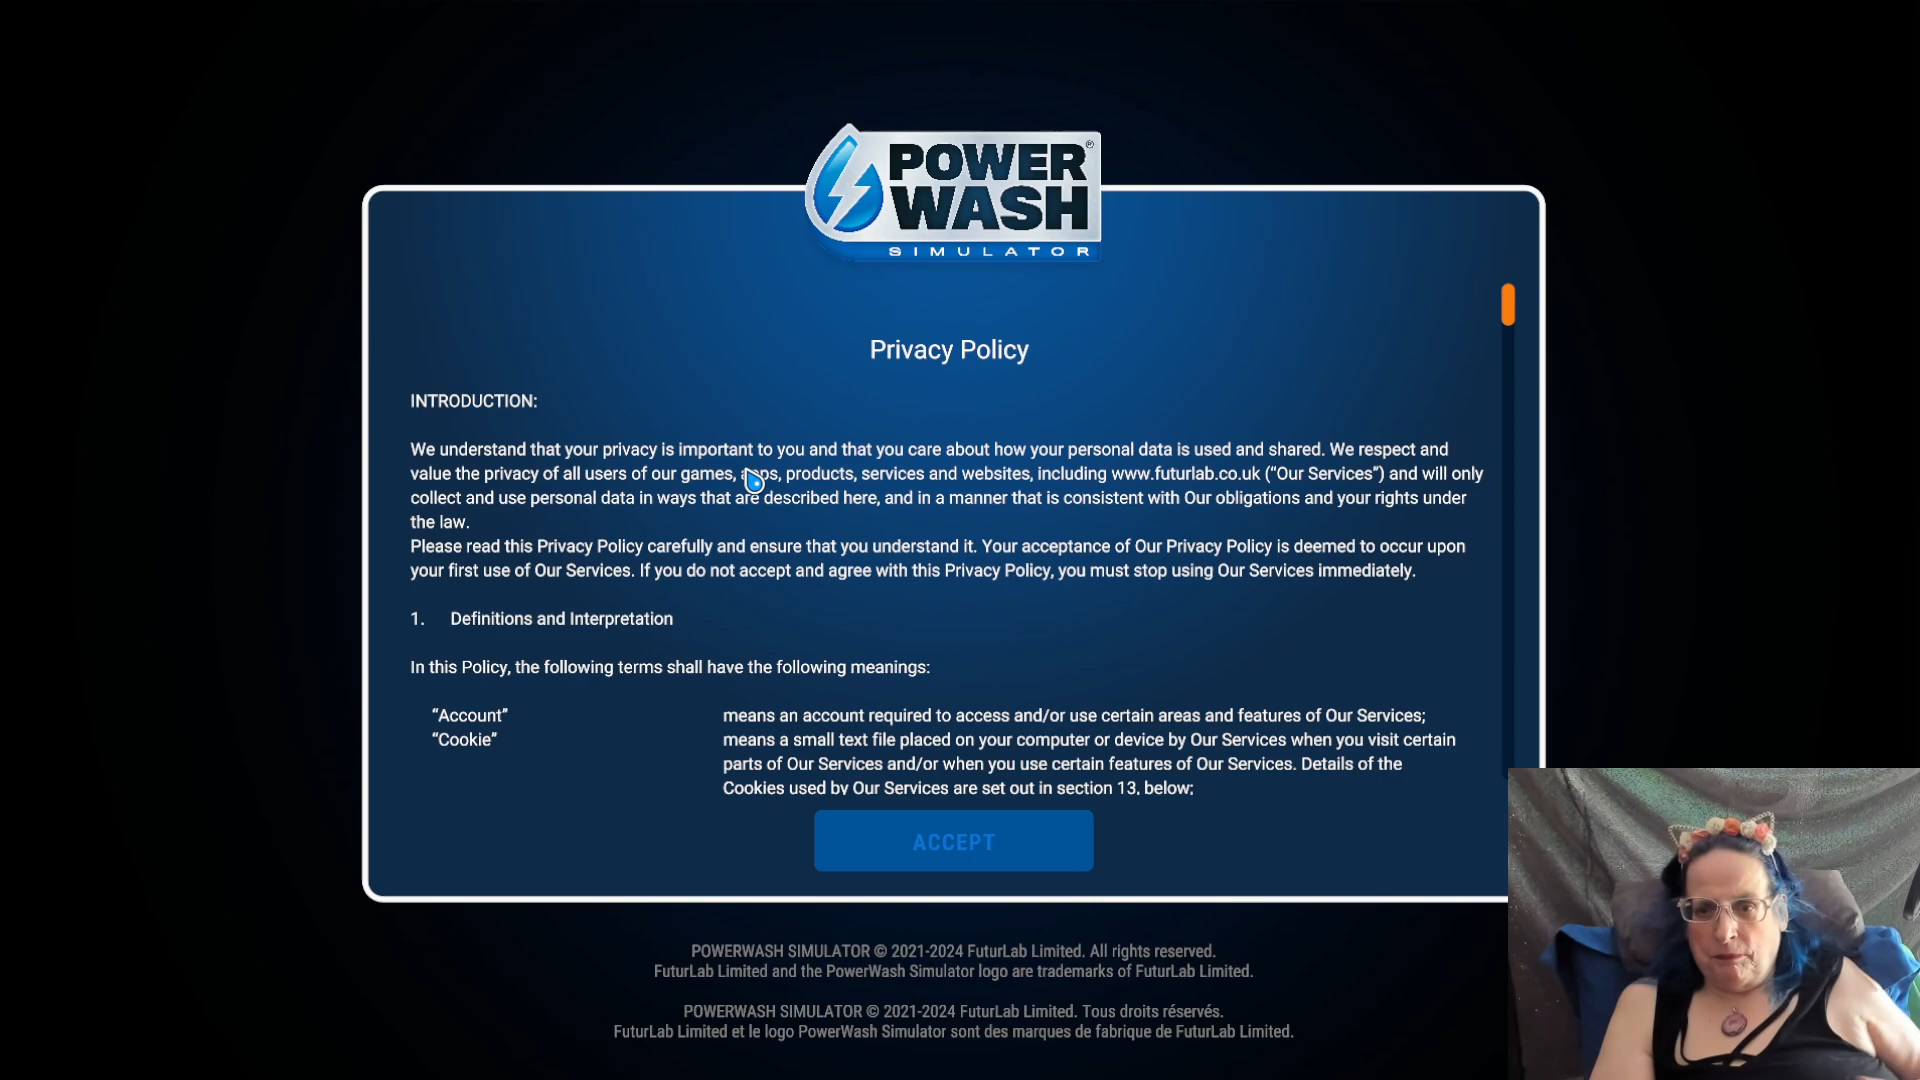 POWER®
WASH
SIMULATOR
Privacy Policy
INTRODUCTION:
We understand that your privacy is important to you and that you care about how your personal data is used and shared. We respect and
value the privacy of all users of our games, apps, products, services and websites, including www.futurlab.co.uk (“Our Services”) and will only
collect and use personal data in ways that are described here, and in a manner that is consistent with Our obligations and your rights under
the law.
Please read this Privacy Policy carefully and ensure that you understand it. Your acceptance of Our Privacy Policy is deemed to occur upon
your first use of Our Services. If you do not accept and agree with this Privacy Policy, you must stop using Our Services immediately.
1. Definitions and Interpretation
In this Policy, the following terms shall have the following meanings:
“Account” means an account required to access and/or use certain areas and features of Our Services;
“Cookie” means a small text file placed on your computer or device by Our Services when you visit certain
parts of Our Services and/or when you use certain features of Our Services. Details of the
Cookies used by Our Services are set out in section 13, below;
ACCEPT
POWERWASH SIMULATOR © 2021-2024 FuturLab Limited. All rights reserved.
FuturLab Limited and the PowerWash Simulator logo are trademarks of FuturLab Limited.
POWERWASH SIMULATOR © 2021-2024 FuturLab Limited. Tous droits réservés.
FuturLab Limited et le logo PowerWash Simulator sont des marques de fabrique de FuturLab Limited.